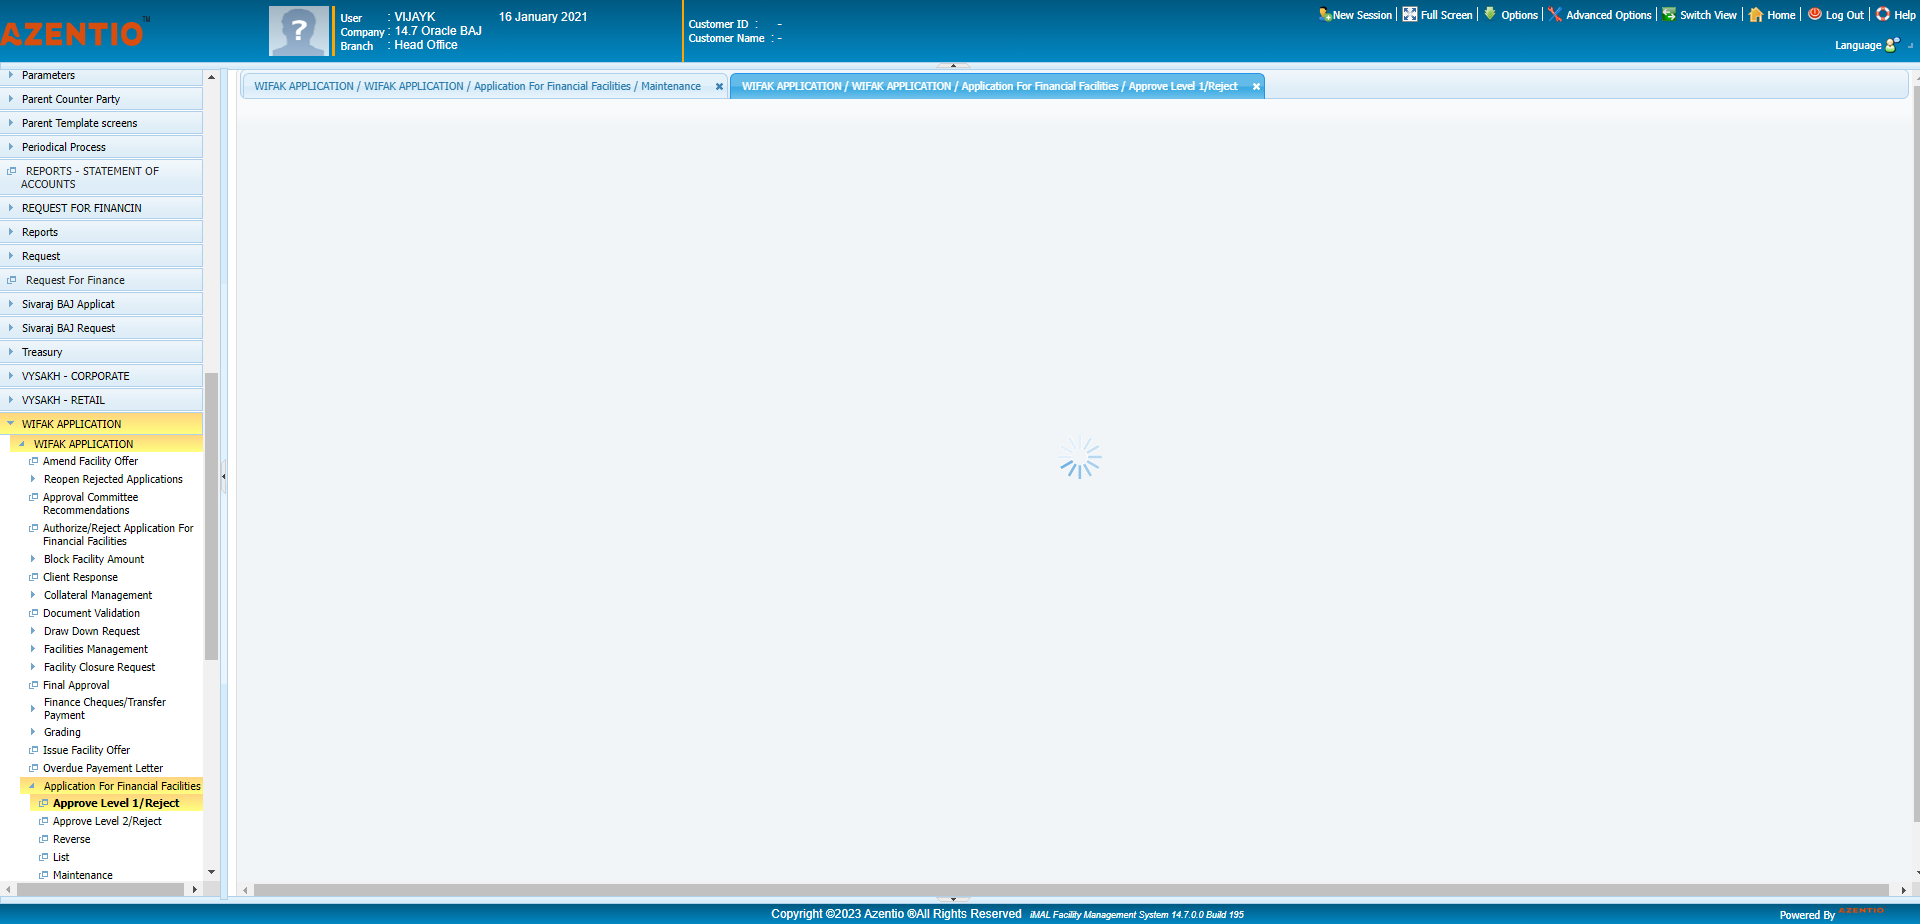 AZENTIO™
User : VIJAYK 16 January 2021
Company : 14.7 Oracle BAJ
Branch : Head Office
Customer ID : -
Customer Name : -
New Session
Full Screen
Options
Advanced Options
Switch View
Home
Log Out
Help
Language
WIFAK APPLICATION / WIFAK APPLICATION / Application For Financial Facilities / Maintenance
WIFAK APPLICATION / WIFAK APPLICATION / Application For Financial Facilities / Approve Level 1/Reject
Parameters
Parent Counter Party
Parent Template screens
Periodical Process
REPORTS - STATEMENT OF
ACCOUNTS
REQUEST FOR FINANCIN
Reports
Request
Request For Finance
Sivaraj BAJ Applicat
Sivaraj BAJ Request
Treasury
VYSAKH - CORPORATE
VYSAKH - RETAIL
WIFAK APPLICATION
WIFAK APPLICATION
Amend Facility Offer
Reopen Rejected Applications
Approval Committee
Recommendations
Authorize/Reject Application For
Financial Facilities
Block Facility Amount
Client Response
Collateral Management
Document Validation
Draw Down Request
Facilities Management
Facility Closure Request
Final Approval
Finance Cheques/Transfer
Payment
Grading
Issue Facility Offer
Overdue Payement Letter
Application For Financial Facilities
Approve Level 1/Reject
Approve Level 2/Reject
Reverse
List
Maintenance
Copyright ©2023 Azentio ®All Rights Reserved iMAL Facility Management System 14.7.0.0 Build 195
Powered By AZENTIO